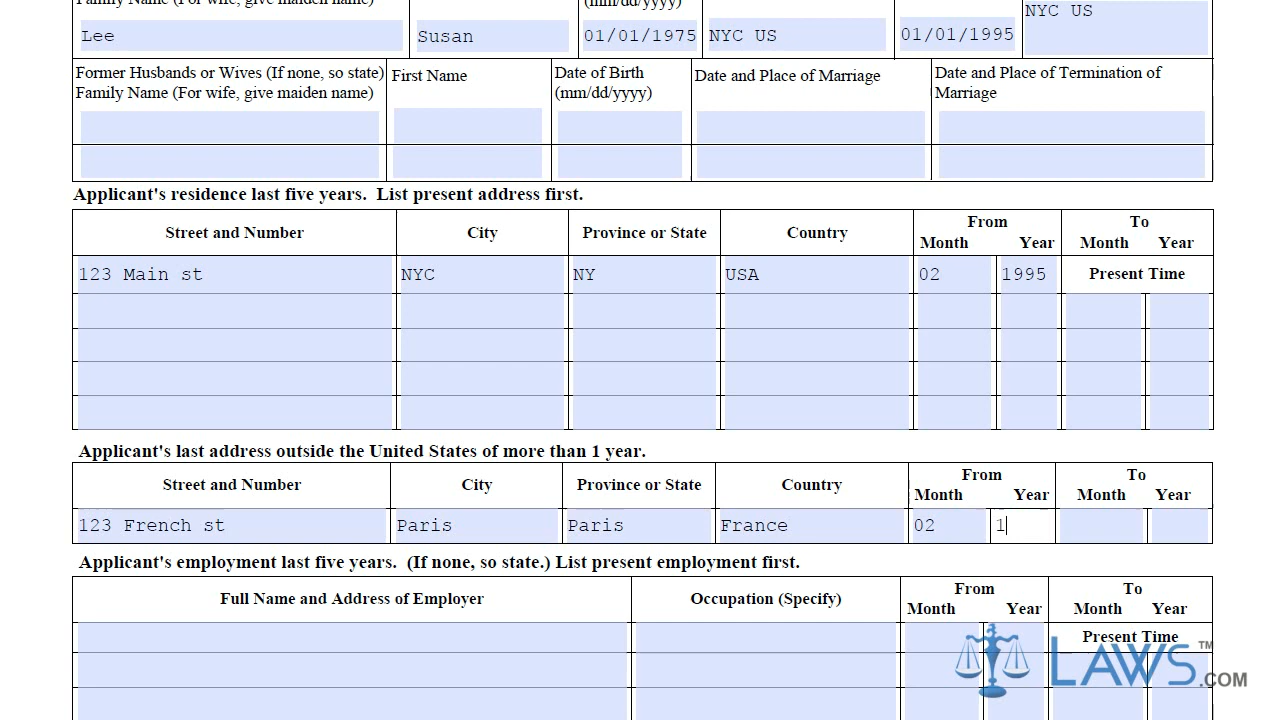 Family Name (For wife, give maiden name)
(mm/dd/yyyy)
Lee Susan 01/01/1975 NYC US 01/01/1995 NYC US
Former Husbands or Wives (If none, so state) First Name Date of Birth Date and Place of Marriage Date and Place of Termination of
Family Name (For wife, give maiden name) (mm/dd/yyyy) Marriage
Applicant's residence last five years. List present address first.
From To
Street and Number City Province or State Country Month Year Month Year
123 Main st NYC NY USA 02 1995 Present Time
Applicant's last address outside the United States of more than 1 year.
From To
Street and Number City Province or State Country Month Year Month Year
123 French st Paris Paris France 02 1
Applicant's employment last five years. (If none, so state.) List present employment first.
From To
Full Name and Address of Employer Occupation (Specify) Month Year Month Year
Present Time
LAWS.COM TM